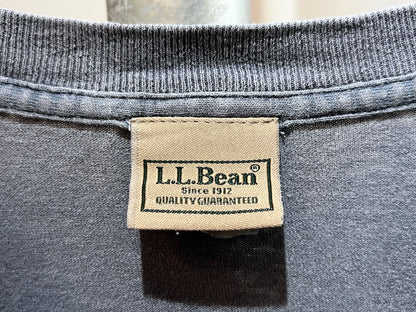 L.L.Bean®
Since 1912
QUALITY GUARANTEED